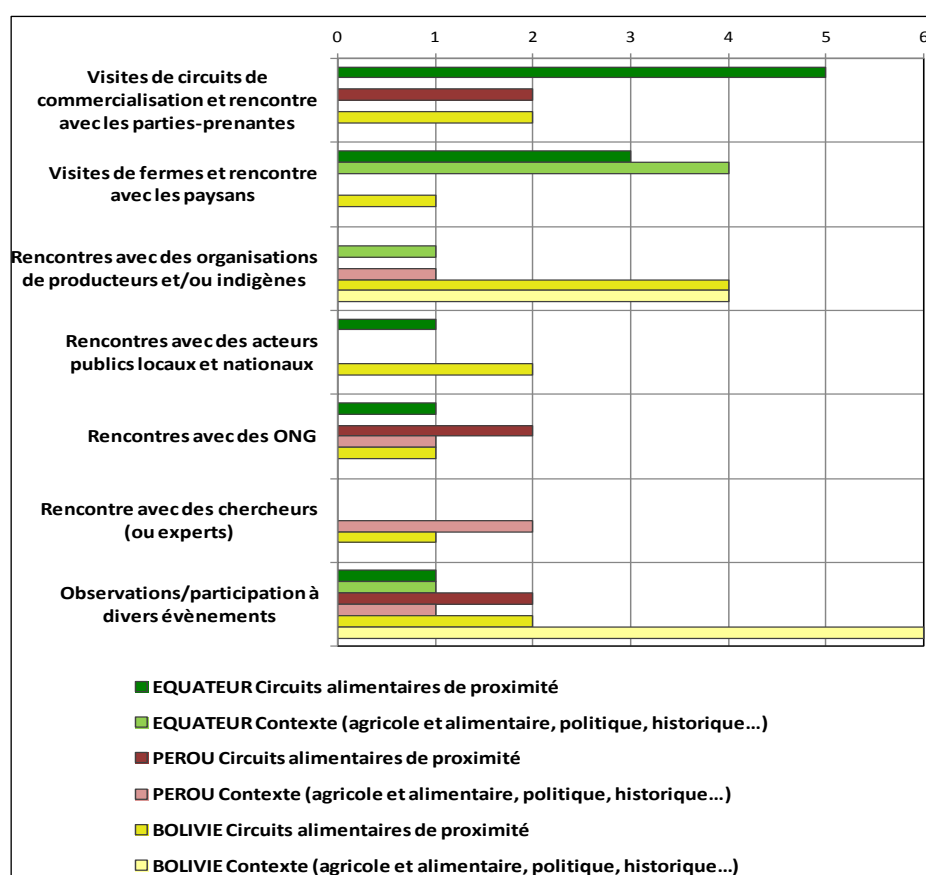 0 1 2 3 4 5 6
Visites de circuits de
commercialisation et rencontre
avec les parties-prenantes
Visites de fermes et rencontre
avec les paysans
Rencontres avec des organisations
de producteurs et/ou indigènes
Rencontres avec des acteurs
publics locaux et nationaux
Rencontres avec des ONG
Rencontre avec des chercheurs
(ou experts)
Observations/participation à
divers évènements
EQUATEUR Circuits alimentaires de proximité
EQUATEUR Contexte (agricole et alimentaire, politique, historique...)
PEROU Circuits alimentaires de proximité
PEROU Contexte (agricole et alimentaire, politique, historique...)
BOLIVIE Circuits alimentaires de proximité
BOLIVIE Contexte (agricole et alimentaire, politique, historique...)